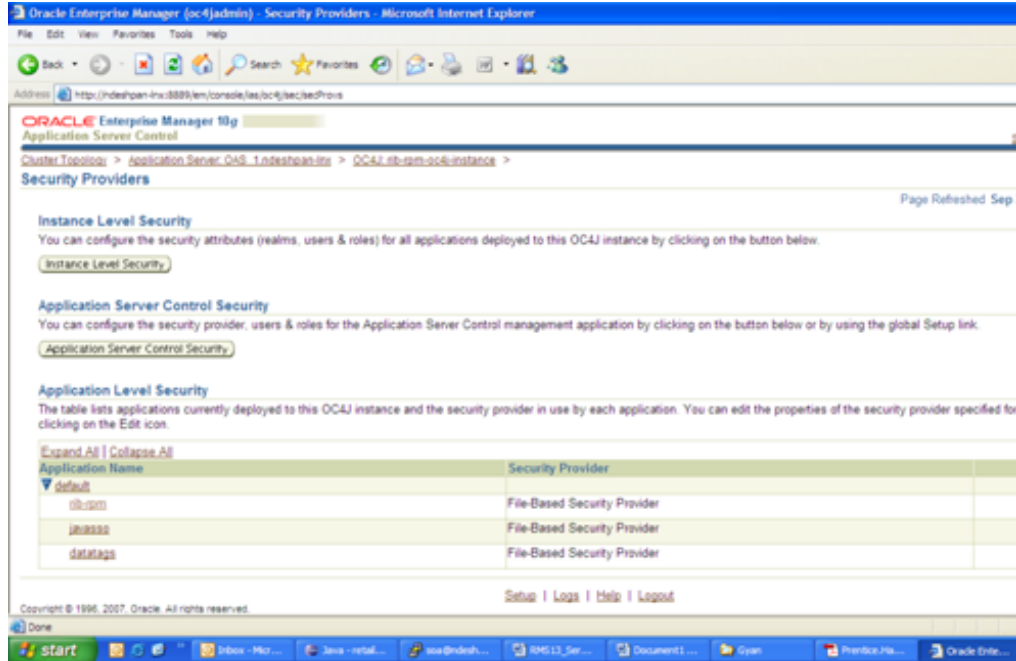 Oracle Enterprise Manager (oc4jadmin) - Security Providers - Microsoft Internet Explorer
File Edit View Favorites Tools Help
Back Search Favorites
Address http://ndeshpan-lnx:8889/em/console/ias/oc4j/sec/secProvs
ORACLE Enterprise Manager 10g
Application Server Control
Cluster Topology > Application Server: OAS_1.ndeshpan-lnx > OC4J: rib-rpm-oc4j-instance >
Security Providers
Page Refreshed Sep
Instance Level Security
You can configure the security attributes (realms, users & roles) for all applications deployed to this OC4J instance by clicking on the button below.
Instance Level Security
Application Server Control Security
You can configure the security provider, users & roles for the Application Server Control management application by clicking on the button below or by using the global Setup link.
Application Server Control Security
Application Level Security
The table lists applications currently deployed to this OC4J instance and the security provider in use by each application. You can edit the properties of the security provider specified for
clicking on the Edit icon.
Expand All | Collapse All
Application Name Security Provider
default
rib-rpm File-Based Security Provider
javasso File-Based Security Provider
datatags File-Based Security Provider
Setup | Logs | Help | Logout
Copyright © 1996, 2007, Oracle. All rights reserved.
Done
start Inbox - Micr... Java - retail... soa@ndesh... RMS13_Ser... Document1 ... Gyan Prentice.Ha... Oracle Ente...